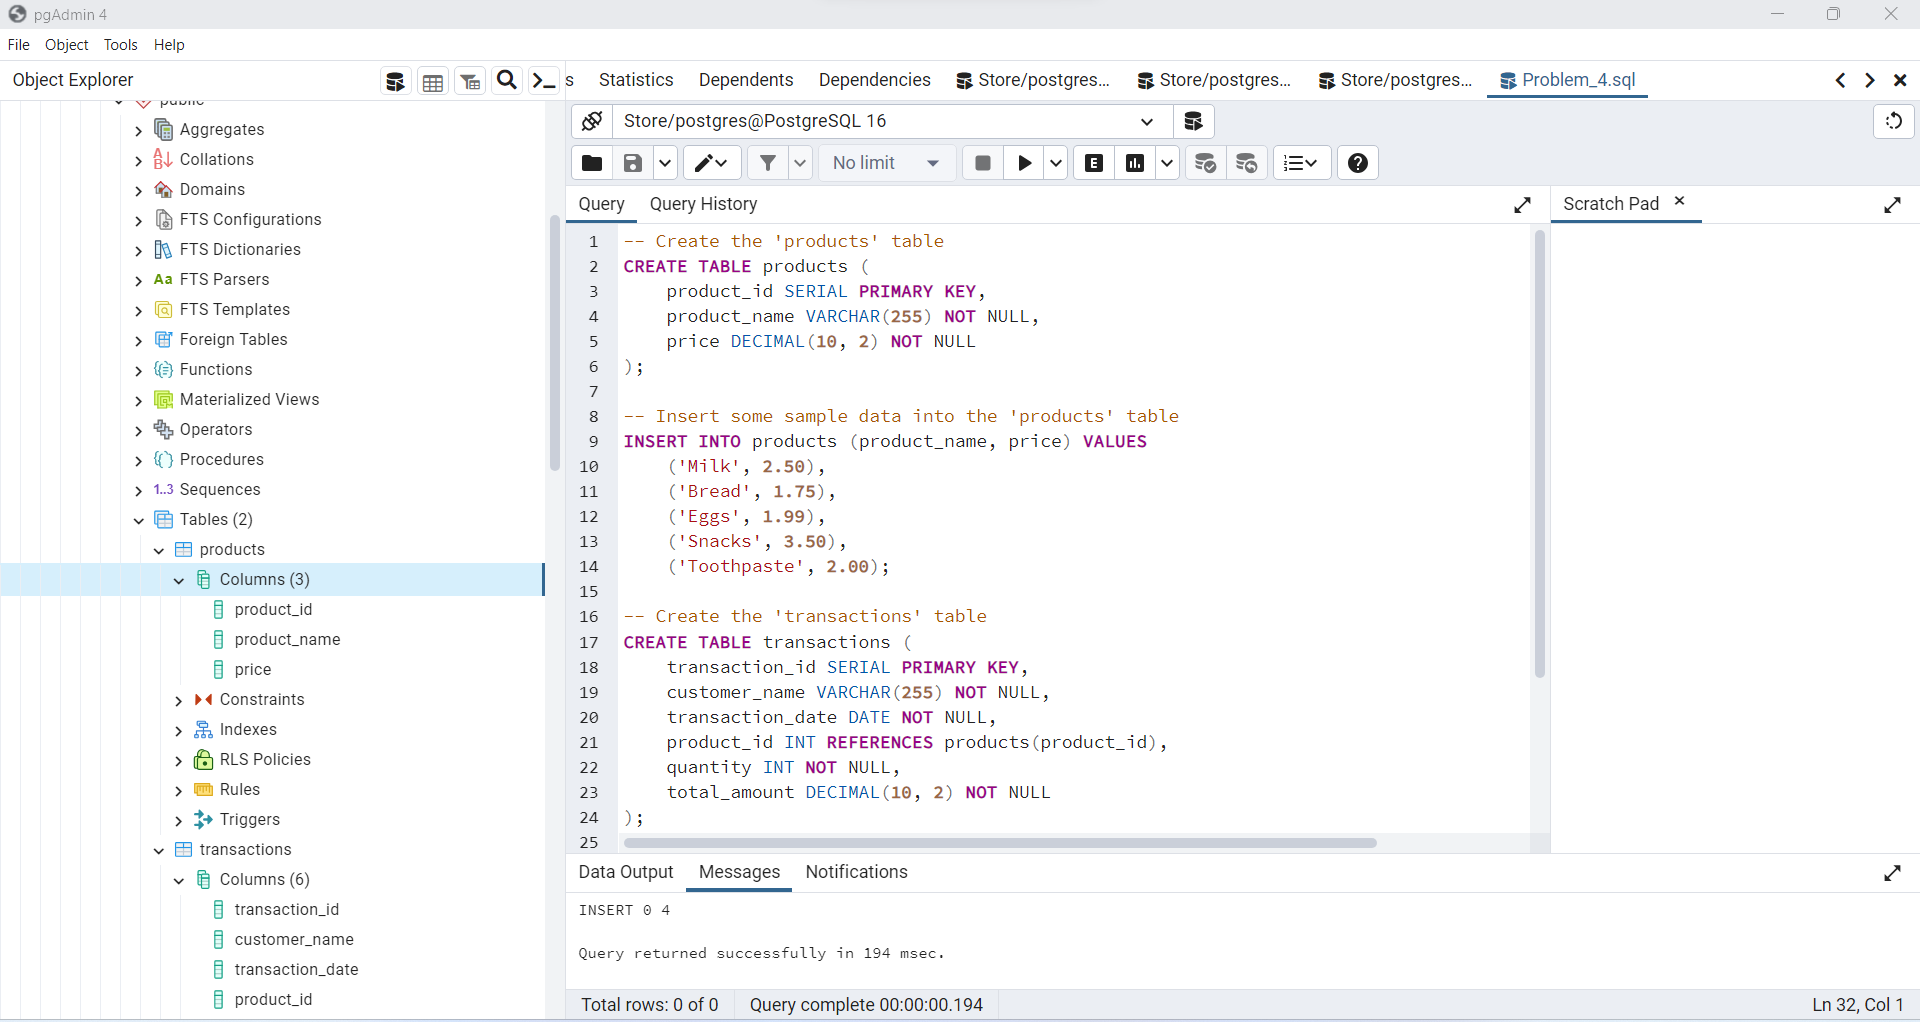 pgAdmin 4
File Object Tools Help
Object Explorer
s Statistics Dependents Dependencies Store/postgres... Store/postgres... Store/postgres... Problem_4.sql
public
Aggregates
Collations
Domains
FTS Configurations
FTS Dictionaries
Aa FTS Parsers
FTS Templates
Foreign Tables
Functions
Materialized Views
Operators
Procedures
1..3 Sequences
Tables (2)
products
Columns (3)
product_id
product_name
price
Constraints
Indexes
RLS Policies
Rules
Triggers
transactions
Columns (6)
transaction_id
customer_name
transaction_date
product_id
Store/postgres@PostgreSQL 16
No limit
E
Query Query History
Scratch Pad
1 -- Create the 'products' table
2 CREATE TABLE products (
3 product_id SERIAL PRIMARY KEY,
4 product_name VARCHAR(255) NOT NULL,
5 price DECIMAL(10, 2) NOT NULL
6 );
7
8 -- Insert some sample data into the 'products' table
9 INSERT INTO products (product_name, price) VALUES
10 ('Milk', 2.50),
11 ('Bread', 1.75),
12 ('Eggs', 1.99),
13 ('Snacks', 3.50),
14 ('Toothpaste', 2.00);
15
16 -- Create the 'transactions' table
17 CREATE TABLE transactions (
18 transaction_id SERIAL PRIMARY KEY,
19 customer_name VARCHAR(255) NOT NULL,
20 transaction_date DATE NOT NULL,
21 product_id INT REFERENCES products(product_id),
22 quantity INT NOT NULL,
23 total_amount DECIMAL(10, 2) NOT NULL
24 );
25
Data Output Messages Notifications
INSERT 0 4
Query returned successfully in 194 msec.
Total rows: 0 of 0 Query complete 00:00:00.194 Ln 32, Col 1